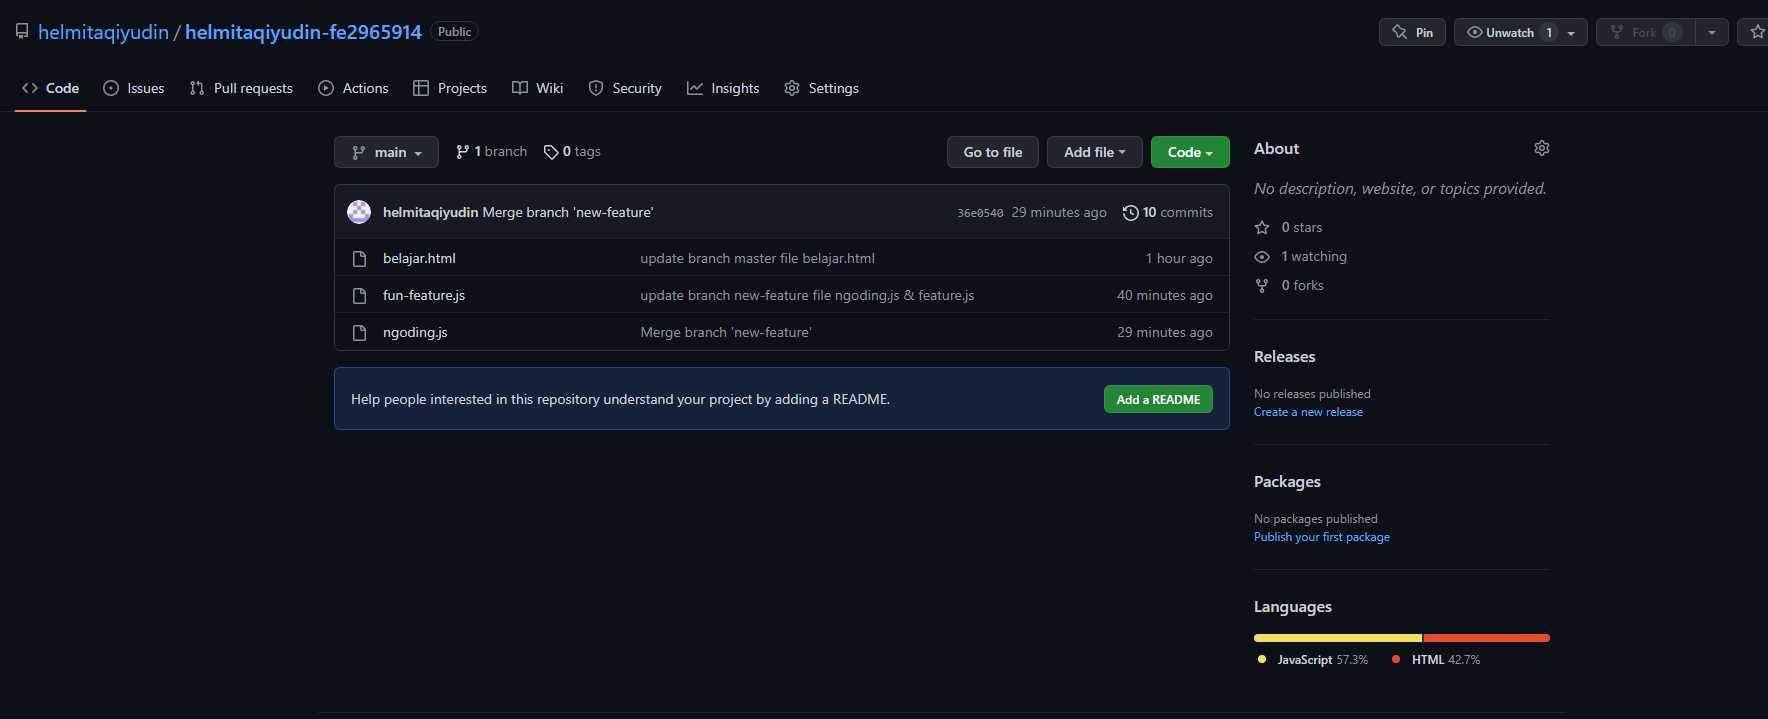 helmitaqiyudin / helmitaqiyudin-fe2965914 Public
Pin Unwatch 1 Fork 0
Code Issues Pull requests Actions Projects Wiki Security Insights Settings
main 1 branch 0 tags Go to file Add file Code
helmitaqiyudin Merge branch 'new-feature' 36e0540 29 minutes ago 10 commits
belajar.html update branch master file belajar.html 1 hour ago
fun-feature.js update branch new-feature file ngoding.js & feature.js 40 minutes ago
ngoding.js Merge branch 'new-feature' 29 minutes ago
Help people interested in this repository understand your project by adding a README. Add a README
About
No description, website, or topics provided.
0 stars
1 watching
0 forks
Releases
No releases published
Create a new release
Packages
No packages published
Publish your first package
Languages
JavaScript 57.3% HTML 42.7%